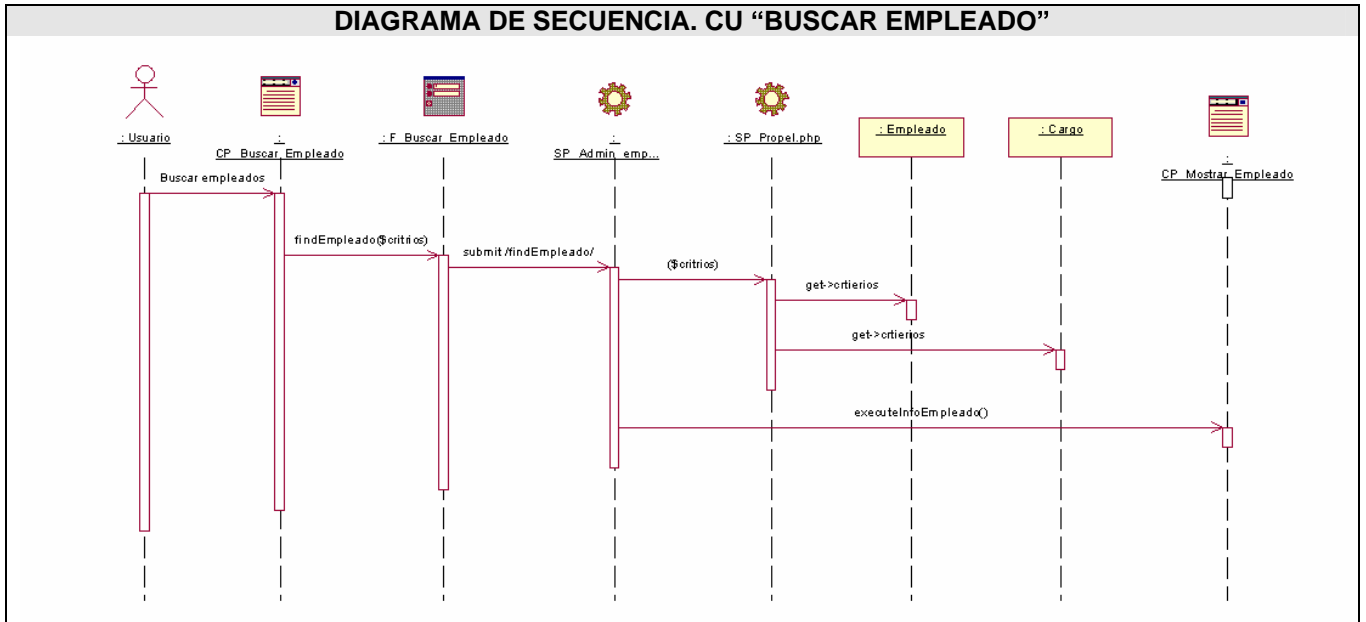 DIAGRAMA DE SECUENCIA. CU “BUSCAR EMPLEADO”
: Usuario
:
CP_Buscar_Empleado
: F_Buscar_Empleado
:
SP_Admin_emp...
: SP_Propel.php
: Empleado
: Cargo
:
CP_Mostrar_Empleado
Buscar empleados
findEmpleado($critrios)
submit /findEmpleado/
($critrios)
get->crtierios
get->crtierios
executeInfoEmpleado()